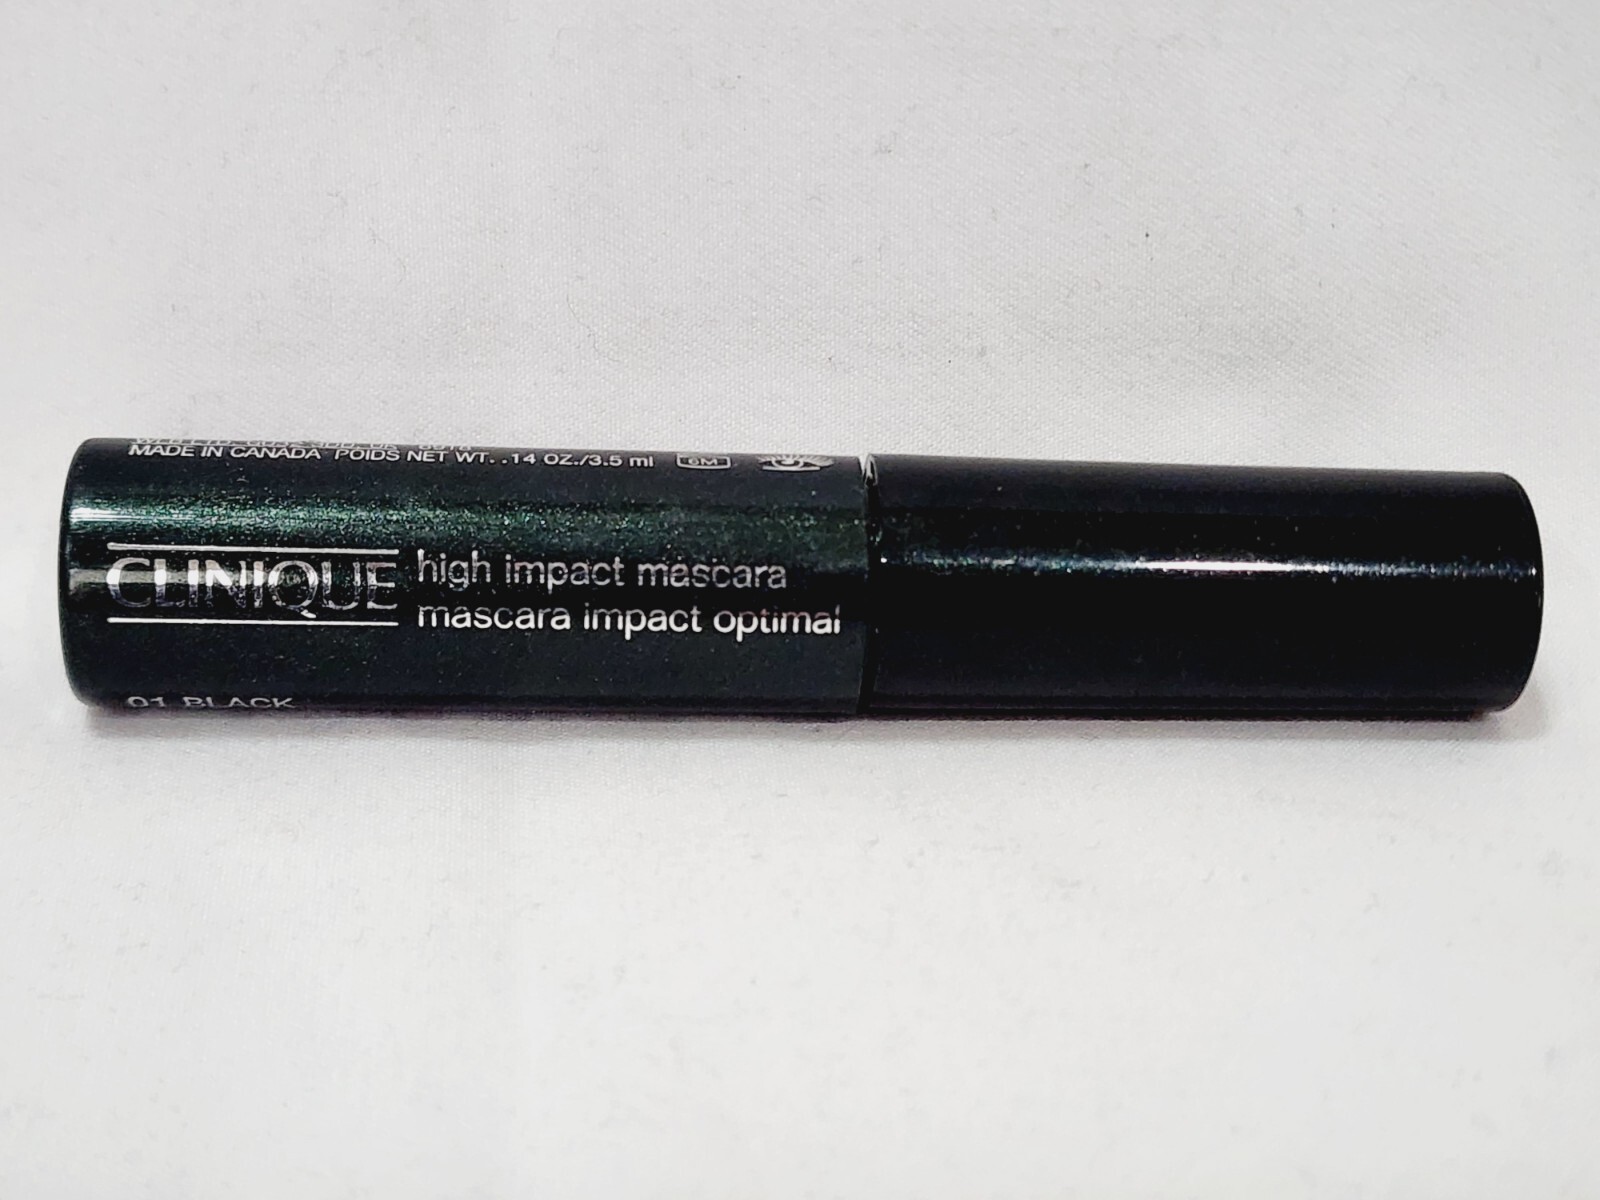 MADE IN CANADA POIDS NET WT. .14 OZ./3.5 ml 6M
CLINIQUE
high impact mascara
mascara impact optimal
01 BLACK